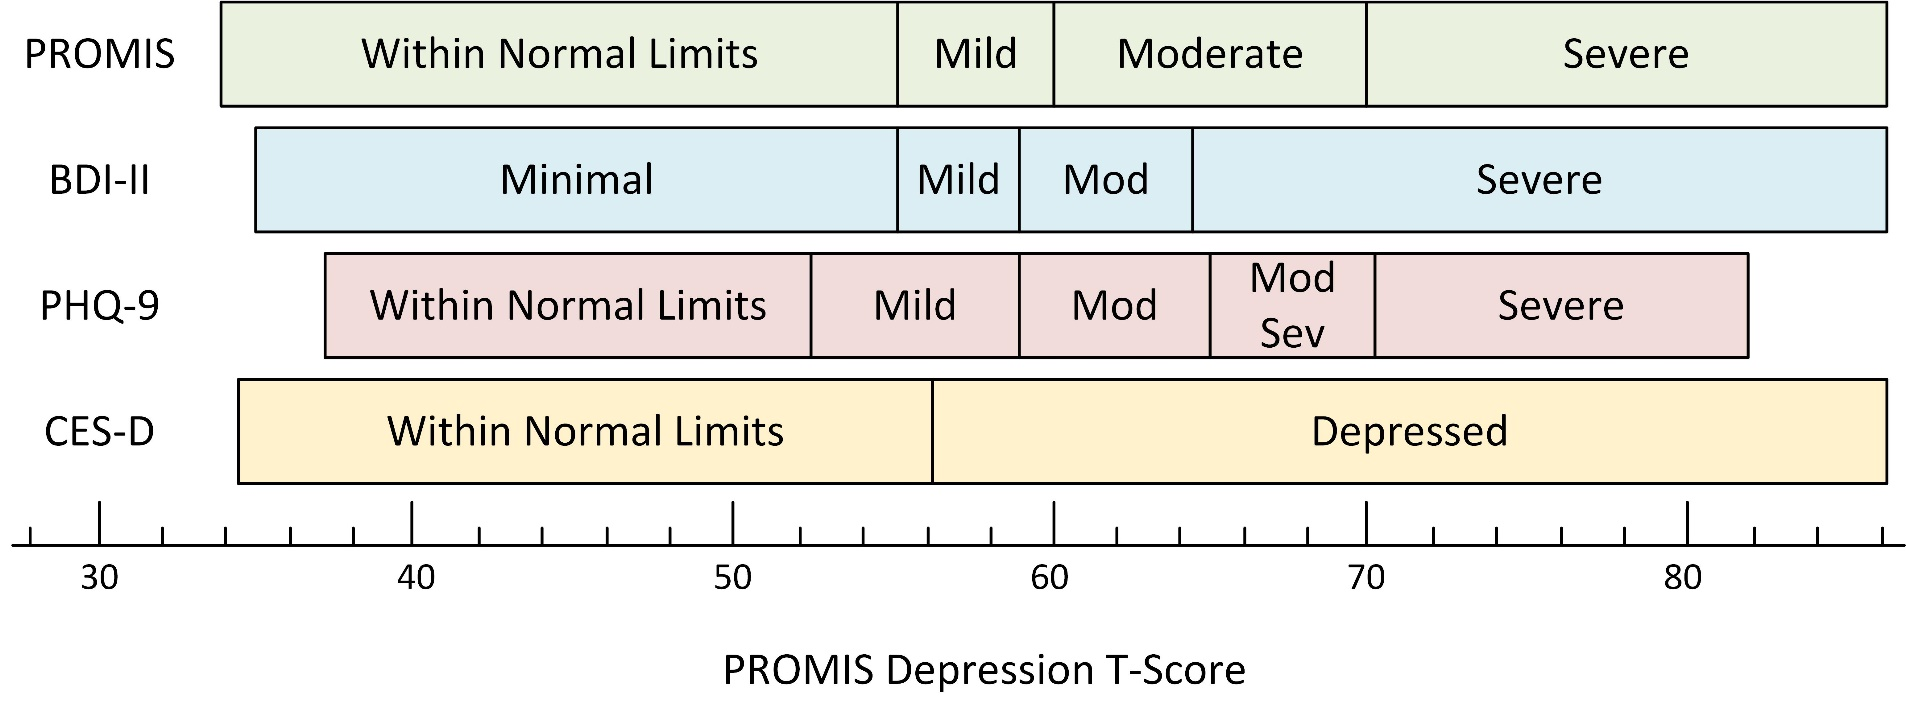 PROMIS Within Normal Limits Mild Moderate Severe
BDI-II Minimal Mild Mod Severe
PHQ-9 Within Normal Limits Mild Mod Mod Sev Severe
CES-D Within Normal Limits Depressed
30 40 50 60 70 80
PROMIS Depression T-Score